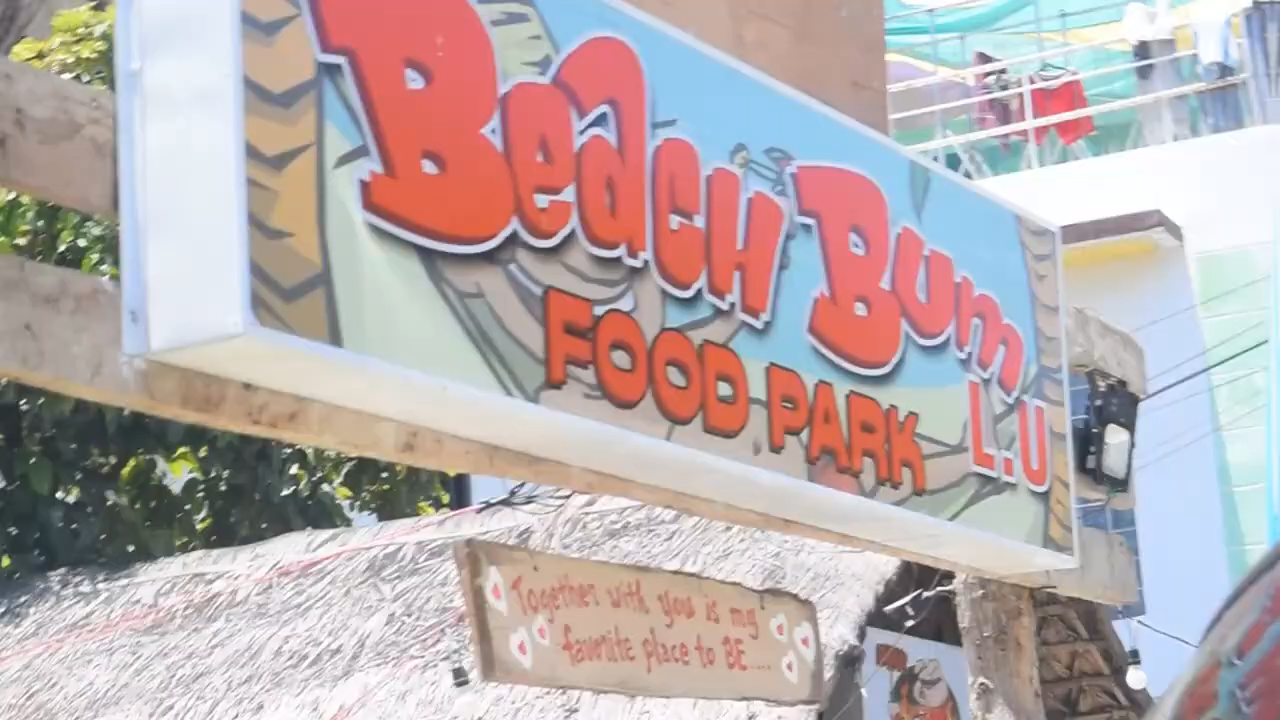 Beach Bum
FOOD PARK
L.U
Together with you is my
favorite place to BE....